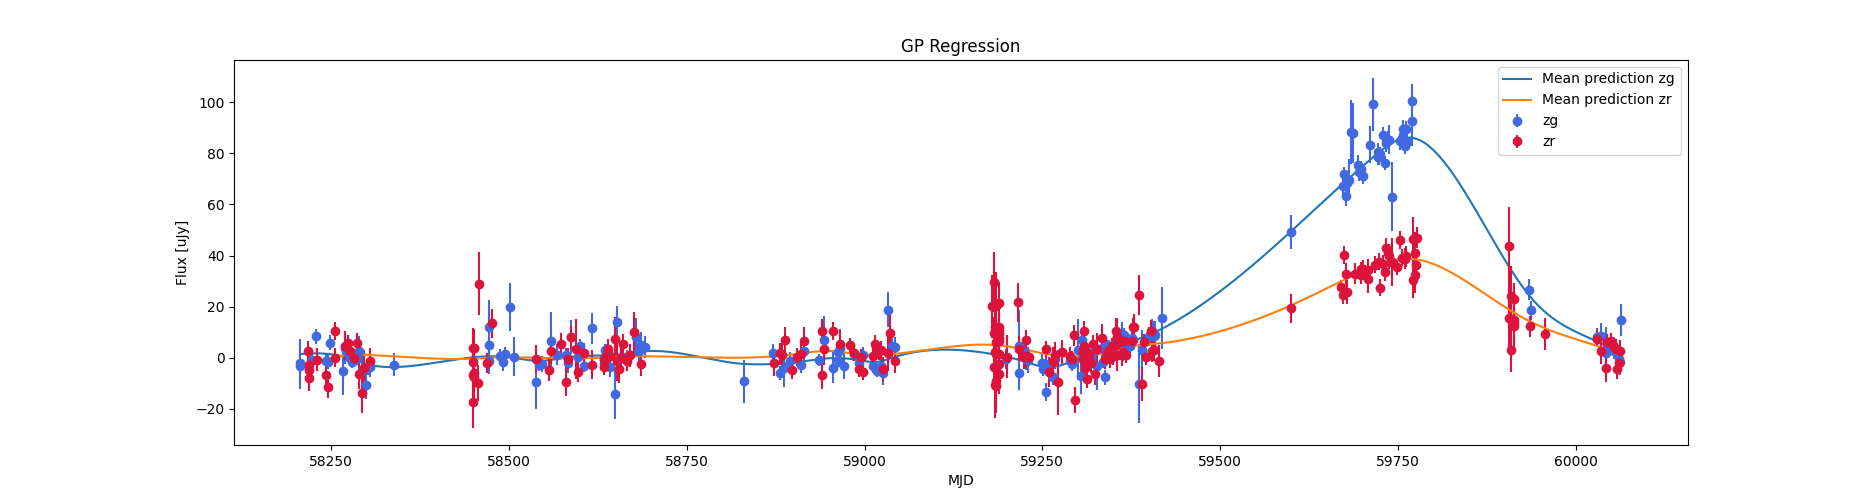 GP Regression
Flux [uJy]
100
80
60
40
20
0
−20
58250 58500 58750 59000 59250 59500 59750 60000
MJD
Mean prediction zg
Mean prediction zr
zg
zr